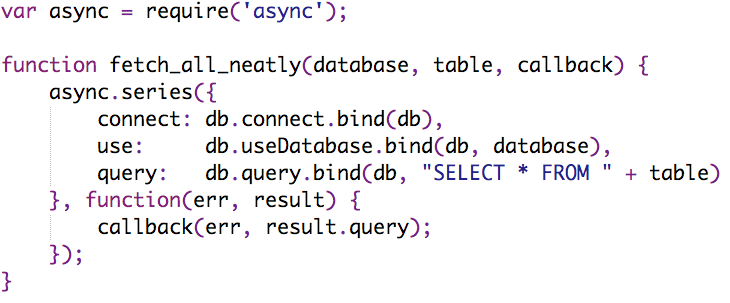 var async = require('async');

function fetch_all_neatly(database, table, callback) {
    async.series({
        connect: db.connect.bind(db),
        use:     db.useDatabase.bind(db, database),
        query:   db.query.bind(db, "SELECT * FROM " + table)
    }, function(err, result) {
        callback(err, result.query);
    });
}